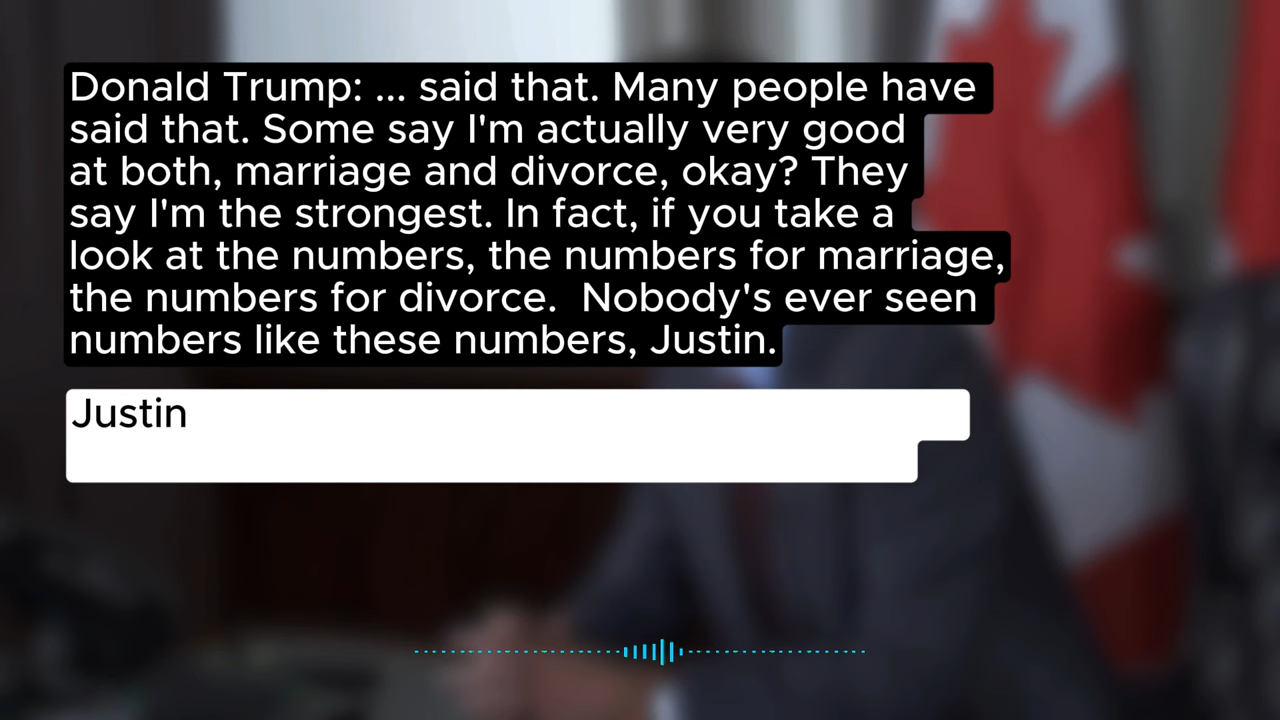 Donald Trump: ... said that. Many people have
said that. Some say I'm actually very good
at both, marriage and divorce, okay? They
say I'm the strongest. In fact, if you take a
look at the numbers, the numbers for marriage,
the numbers for divorce.  Nobody's ever seen
numbers like these numbers, Justin.
Justin